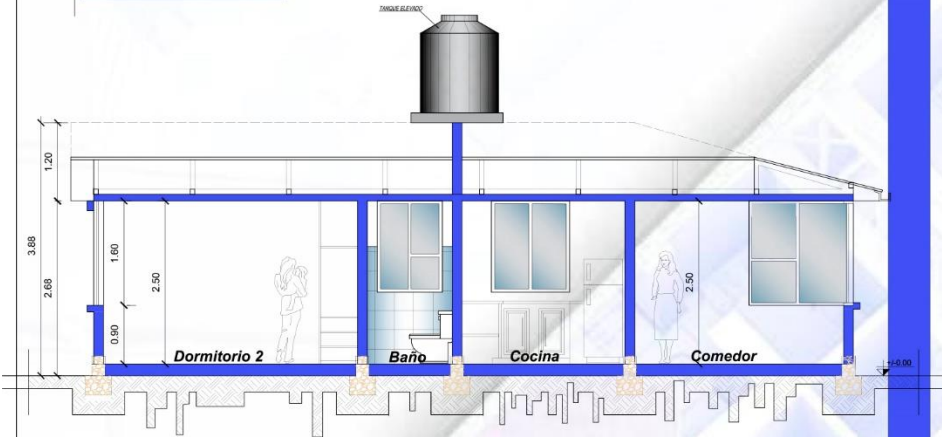 TANQUE ELEVADO
1.20
3.88
2.68
1.60
2.50
0.90
2.50
Dormitorio 2
Baño
Cocina
Comedor
+/-0.00